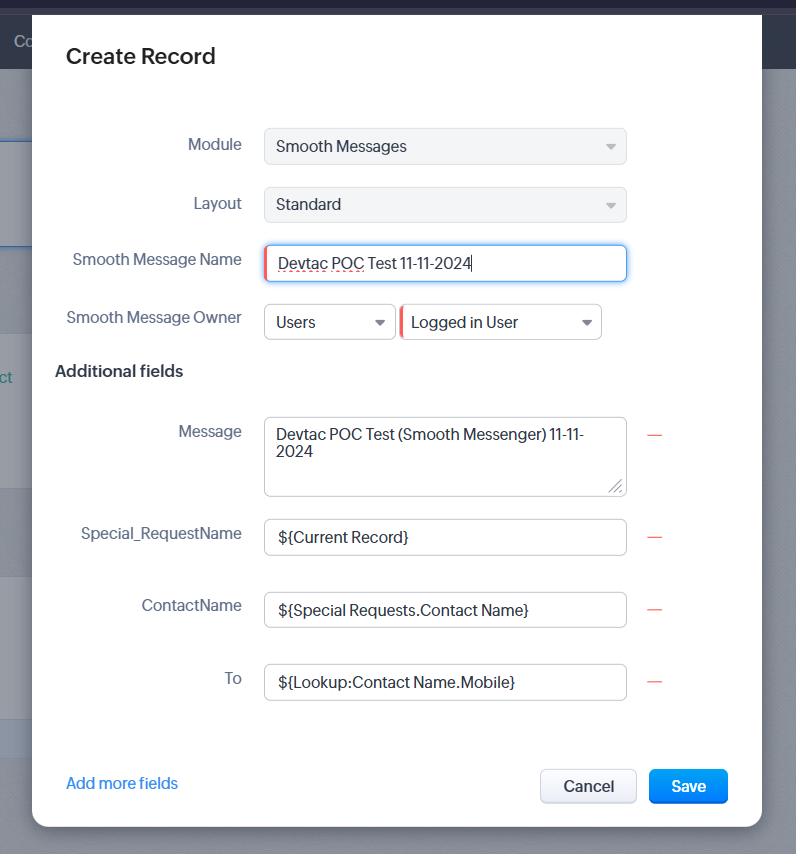 Co
Create Record
Module
Smooth Messages
Layout
Standard
Smooth Message Name
Devtac POC Test 11-11-2024
Smooth Message Owner
Users
Logged in User
Additional fields
ct
Message
Devtac POC Test (Smooth Messenger) 11-11-
2024
Special_RequestName
${Current Record}
ContactName
${Special Requests.Contact Name}
To
${Lookup:Contact Name.Mobile}
Add more fields
Cancel
Save